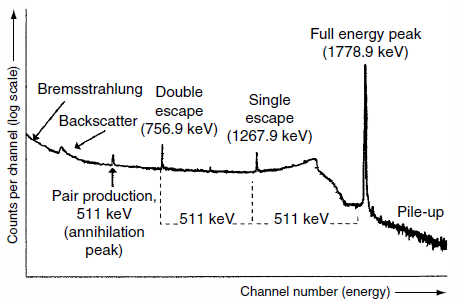 Full energy peak
(1778.9 keV)
Bremsstrahlung
Double
escape
(756.9 keV)
Single
escape
(1267.9 keV)
Backscatter
Pair production,
511 keV
(annihilation
peak)
511 keV
511 keV
Pile-up
Counts per channel (log scale)
Channel number (energy)